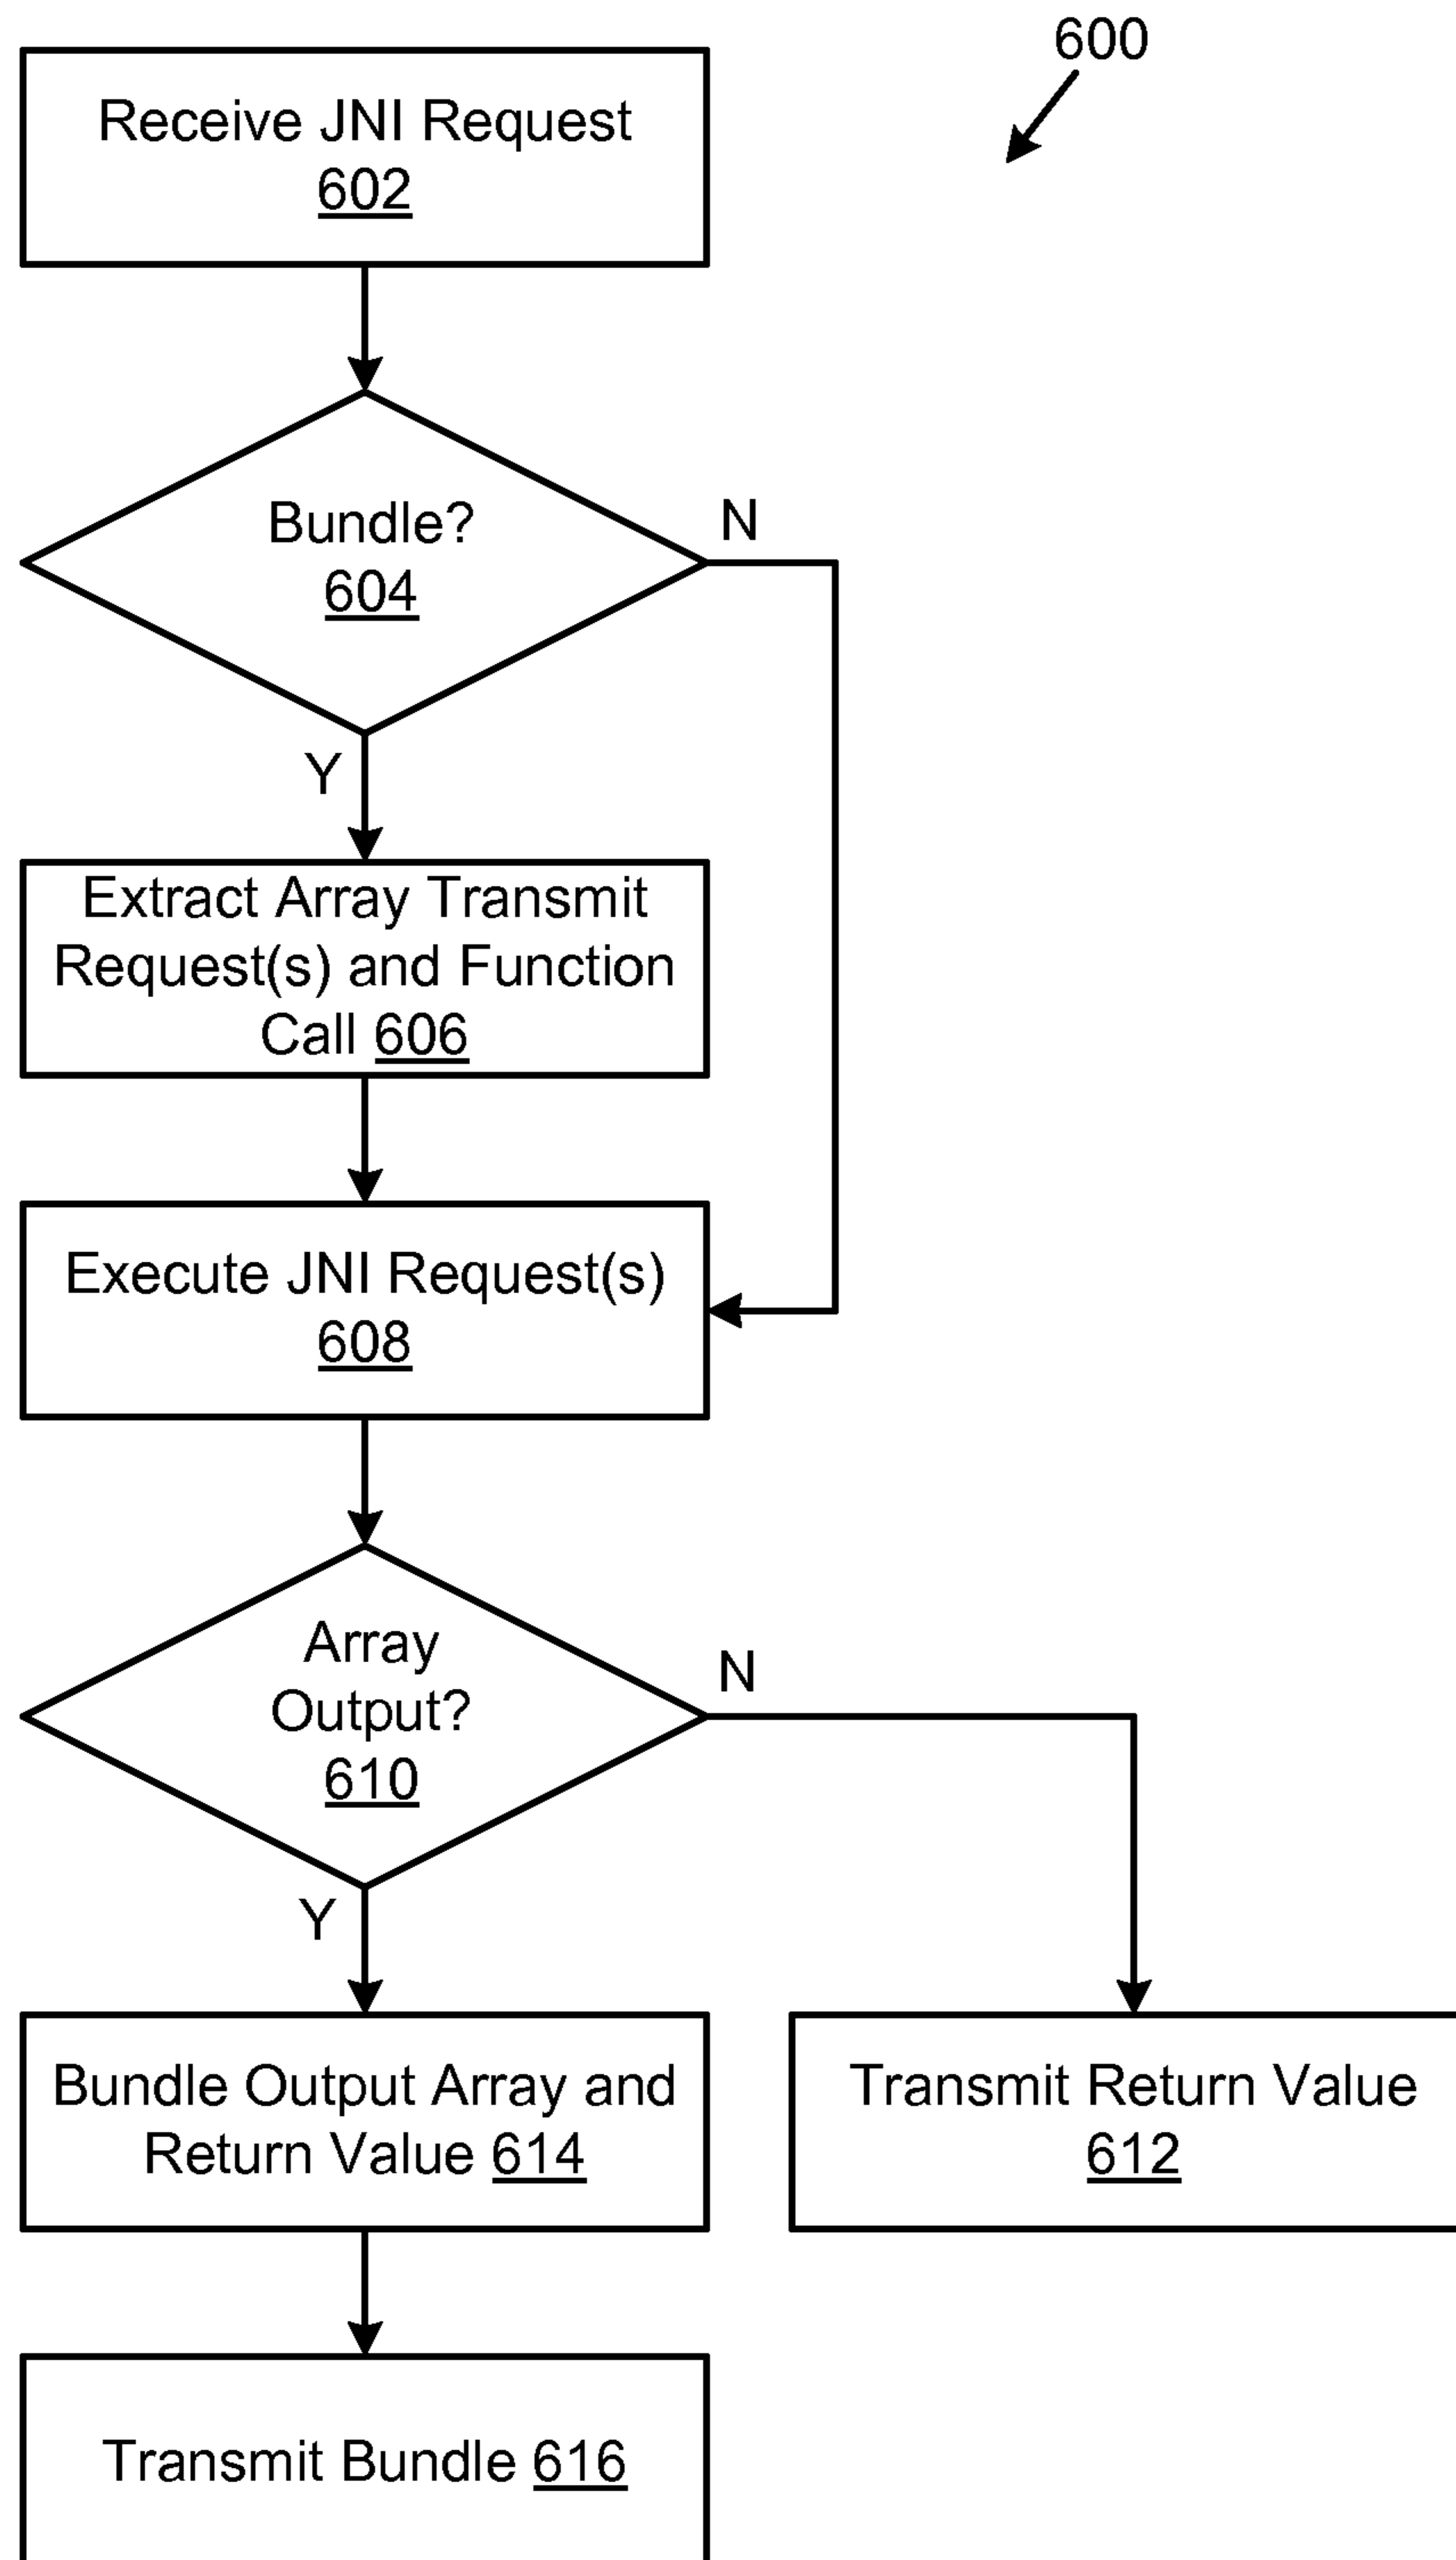 600
Receive JNI Request
602
Bundle?
604
N
Y
Extract Array Transmit
Request(s) and Function
Call 606
Execute JNI Request(s)
608
Array
Output?
610
N
Y
Bundle Output Array and
Return Value 614
Transmit Return Value
612
Transmit Bundle 616